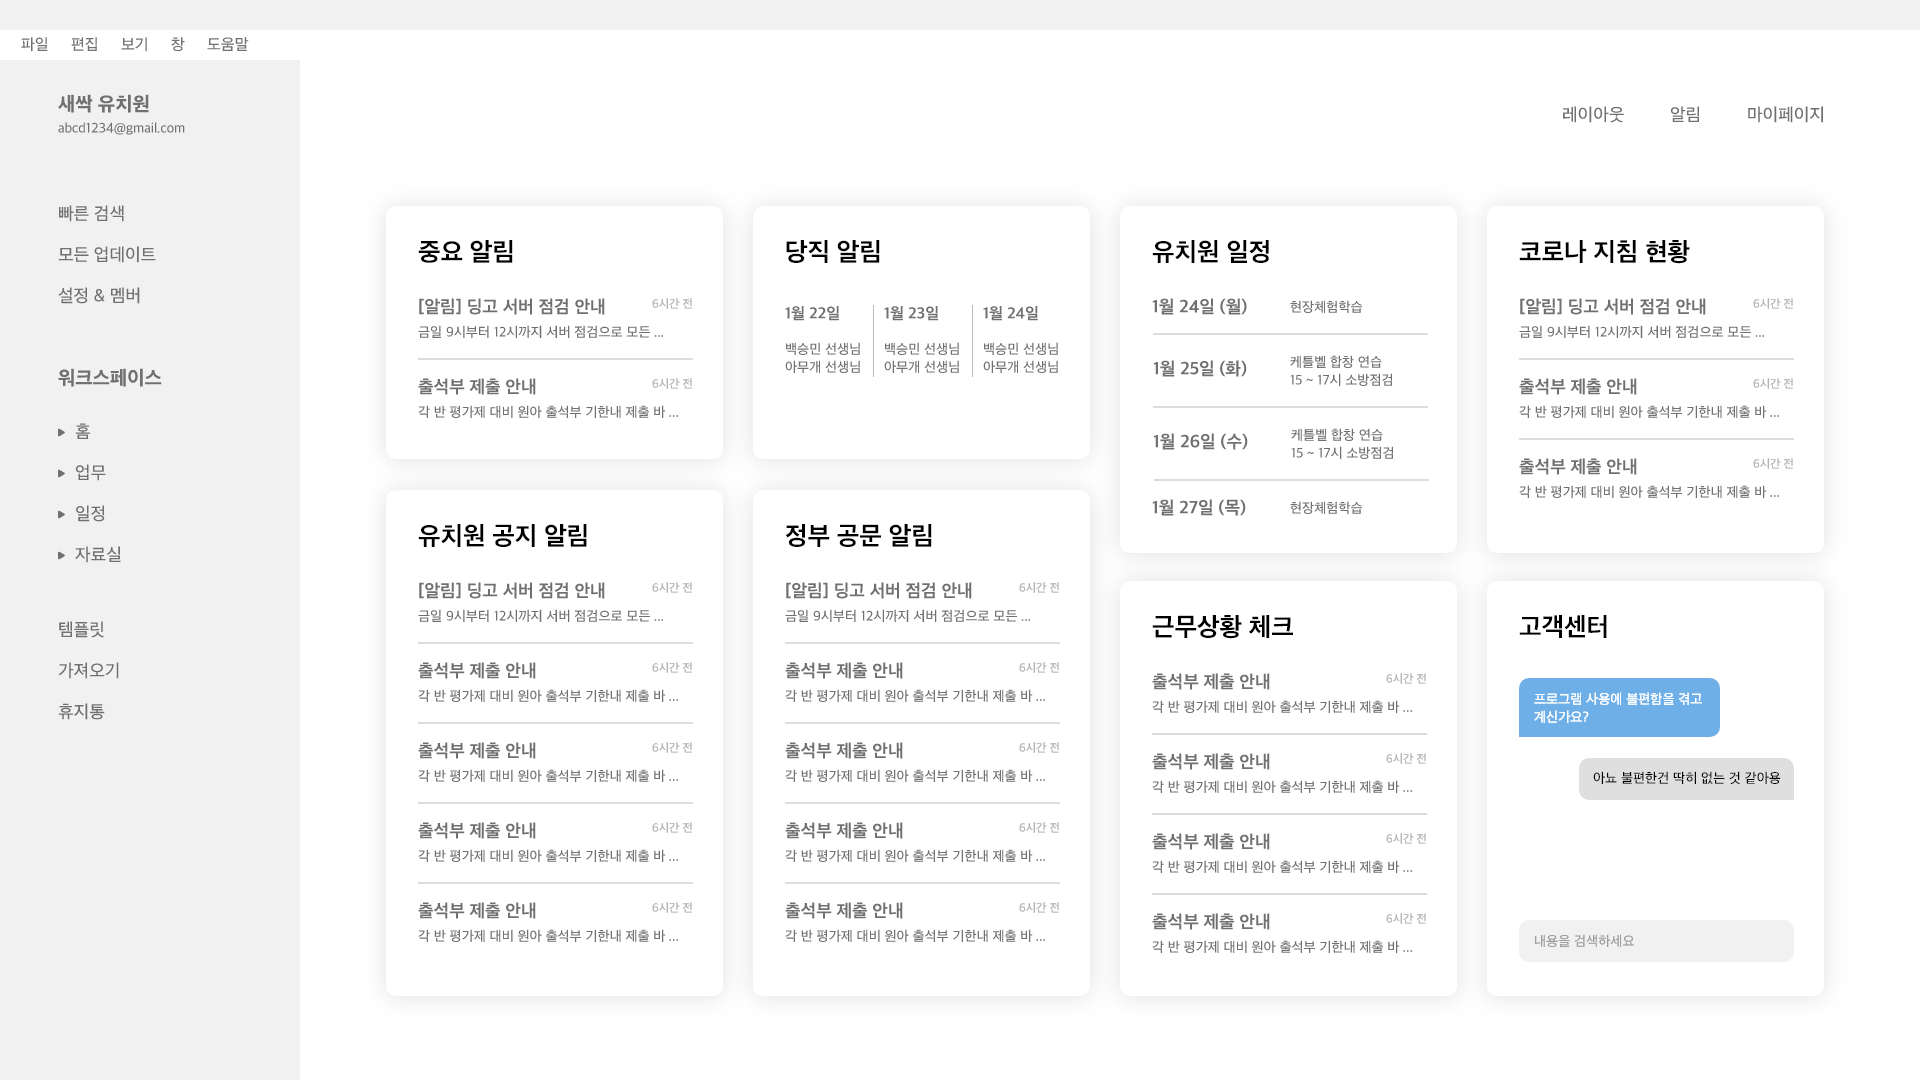 파일 편집 보기 창 도움말
새싹 유치원
abcd1234@gmail.com
빠른 검색
모든 업데이트
설정 & 멤버
워크스페이스
홈
업무
일정
자료실
템플릿
가져오기
휴지통
레이아웃 알림 마이페이지
중요 알림
[알림] 딩고 서버 점검 안내 6시간 전
금일 9시부터 12시까지 서버 점검으로 모든 ...
출석부 제출 안내 6시간 전
각 반 평가제 대비 원아 출석부 기한내 제출 바 ...
당직 알림
1월 22일 1월 23일 1월 24일
백승민 선생님 백승민 선생님 백승민 선생님
아무개 선생님 아무개 선생님 아무개 선생님
유치원 일정
1월 24일 (월) 현장체험학습
1월 25일 (화) 케틀벨 합창 연습
15 ~ 17시 소방점검
1월 26일 (수) 케틀벨 합창 연습
15 ~ 17시 소방점검
1월 27일 (목) 현장체험학습
코로나 지침 현황
[알림] 딩고 서버 점검 안내 6시간 전
금일 9시부터 12시까지 서버 점검으로 모든 ...
출석부 제출 안내 6시간 전
각 반 평가제 대비 원아 출석부 기한내 제출 바 ...
출석부 제출 안내 6시간 전
각 반 평가제 대비 원아 출석부 기한내 제출 바 ...
유치원 공지 알림
[알림] 딩고 서버 점검 안내 6시간 전
금일 9시부터 12시까지 서버 점검으로 모든 ...
출석부 제출 안내 6시간 전
각 반 평가제 대비 원아 출석부 기한내 제출 바 ...
출석부 제출 안내 6시간 전
각 반 평가제 대비 원아 출석부 기한내 제출 바 ...
출석부 제출 안내 6시간 전
각 반 평가제 대비 원아 출석부 기한내 제출 바 ...
출석부 제출 안내 6시간 전
각 반 평가제 대비 원아 출석부 기한내 제출 바 ...
정부 공문 알림
[알림] 딩고 서버 점검 안내 6시간 전
금일 9시부터 12시까지 서버 점검으로 모든 ...
출석부 제출 안내 6시간 전
각 반 평가제 대비 원아 출석부 기한내 제출 바 ...
출석부 제출 안내 6시간 전
각 반 평가제 대비 원아 출석부 기한내 제출 바 ...
출석부 제출 안내 6시간 전
각 반 평가제 대비 원아 출석부 기한내 제출 바 ...
출석부 제출 안내 6시간 전
각 반 평가제 대비 원아 출석부 기한내 제출 바 ...
근무상황 체크
출석부 제출 안내 6시간 전
각 반 평가제 대비 원아 출석부 기한내 제출 바 ...
출석부 제출 안내 6시간 전
각 반 평가제 대비 원아 출석부 기한내 제출 바 ...
출석부 제출 안내 6시간 전
각 반 평가제 대비 원아 출석부 기한내 제출 바 ...
출석부 제출 안내 6시간 전
각 반 평가제 대비 원아 출석부 기한내 제출 바 ...
고객센터
프로그램 사용에 불편함을 겪고
계신가요?
아뇨 불편한건 딱히 없는 것 같아용
내용을 검색하세요